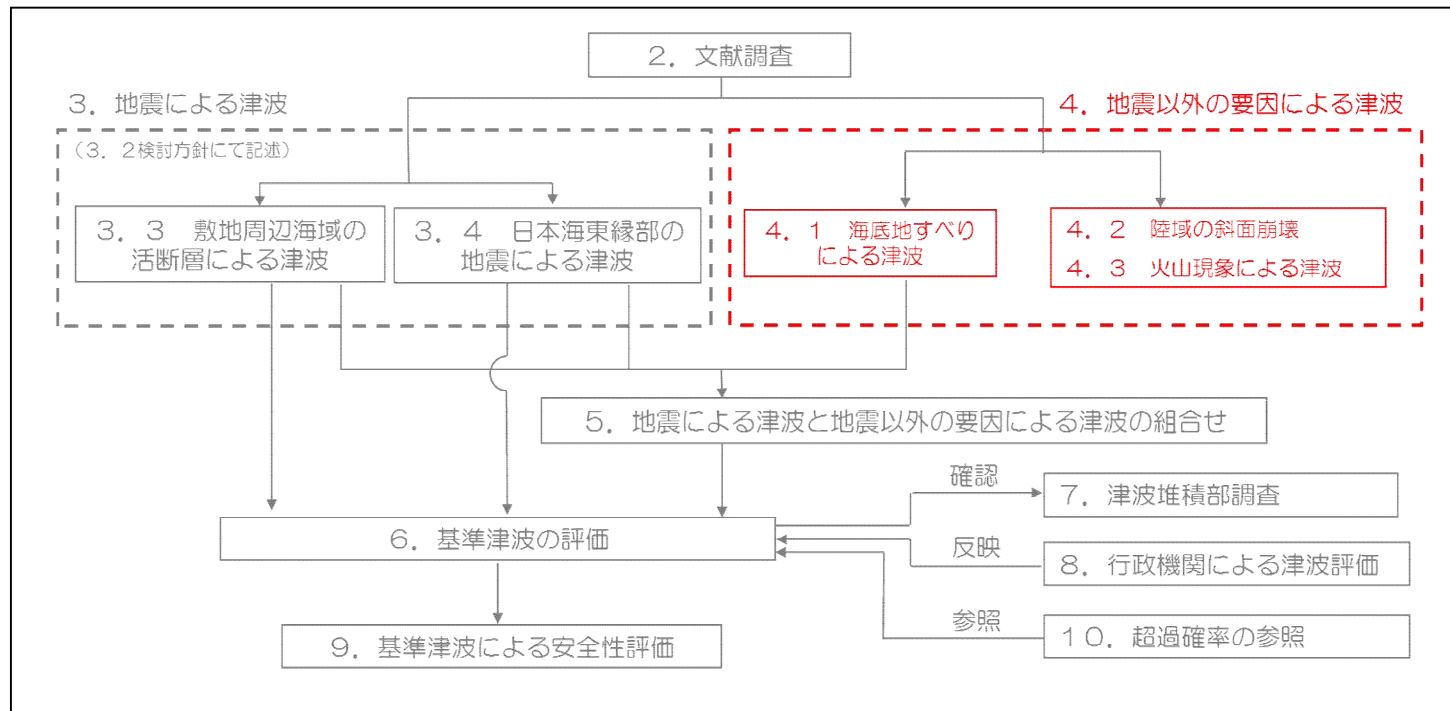 ２．文献調査
３．地震による津波
４．地震以外の要因による津波
（３．２検討方針にて記述）
３．３　敷地周辺海域の
活断層による津波
３．４　日本海東縁部の
地震による津波
４．１　海底地すべり
による津波
４．２　陸域の斜面崩壊
４．３　火山現象による津波
５．地震による津波と地震以外の要因による津波の組合せ
確認
７．津波堆積部調査
６．基準津波の評価
反映
８．行政機関による津波評価
参照
９．基準津波による安全性評価
１０．超過確率の参照